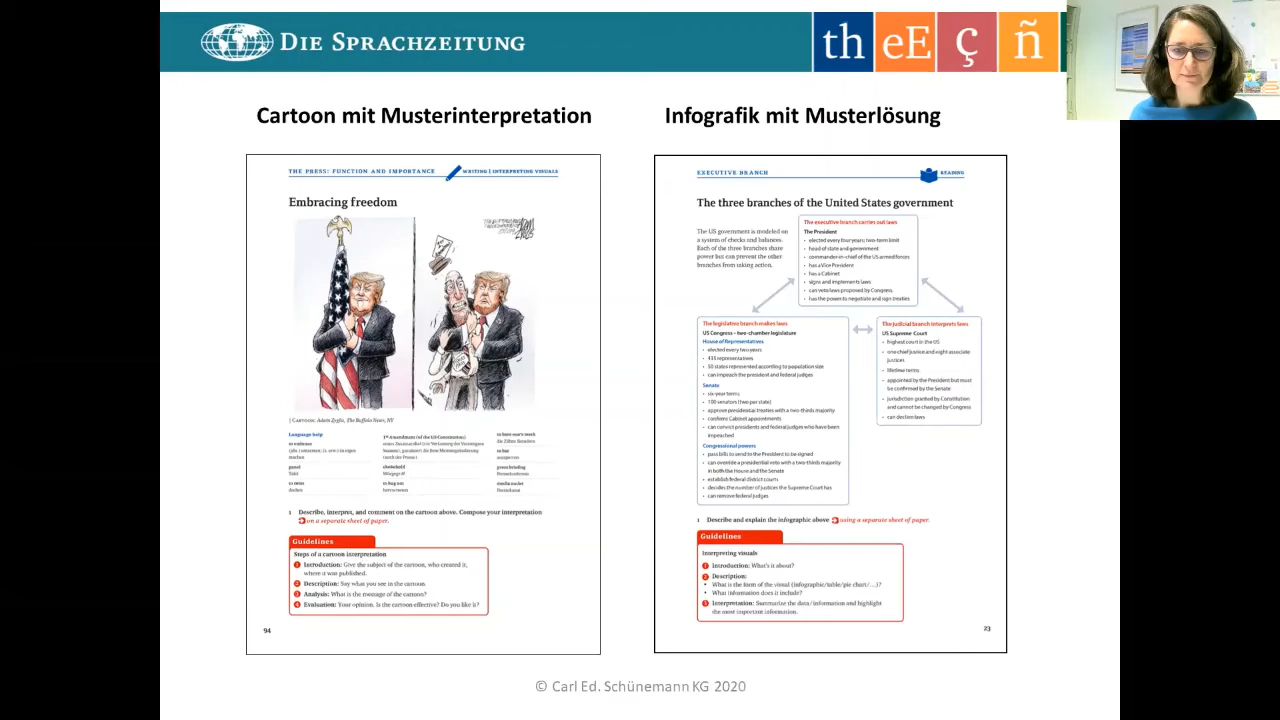 DIE SPRACHZEITUNG
th eE ç ñ
Cartoon mit Musterinterpretation
Infografik mit Musterlösung
THE PRESS: FUNCTION AND IMPORTANCE
WRITING | INTERPRETING VISUALS
Embracing freedom
| CARTOON: Adam Zyglis, The Buffalo News, NY
Language help
to embrace
panel
to tweet
1st Amendment (of the US Constitution)
to bar
press briefing
media outlet
1 Describe, interpret, and comment on the cartoon above. Compose your interpretation
on a separate sheet of paper.
Guidelines
Steps of a cartoon interpretation
1 Introduction: Give the subject of the cartoon, who created it,
where it was published.
2 Description: Say what you see in the cartoon.
3 Analysis: What is the message of the cartoon?
4 Evaluation: Your opinion. Is the cartoon effective? Do you like it?
94
EXECUTIVE BRANCH
READING
The three branches of the United States government
The US government is modeled on
a system of checks and balances.
Each of the three branches share
power but can prevent the other
branches from taking action.
The executive branch carries out laws
The President
• elected every four years; two-term limit
• head of state and government
• commander-in-chief of the US armed forces
• has a Vice President
• has a Cabinet
• signs and implements laws
• can veto laws proposed by Congress
• has the power to negotiate and sign treaties
The legislative branch makes laws
US Congress – two-chamber legislature
House of Representatives
• elected every two years
• 435 representatives
• 50 states represented according to population size
• can impeach the president and federal judges
Senate
• six-year terms
• 100 senators (two per state)
• approve presidential treaties with a two-thirds majority
• confirms Cabinet appointments
• can convict presidents and federal judges who have been
impeached
Congressional powers
• pass bills to send to the President to be signed
• can override a presidential veto with a two-thirds majority
in both the House and the Senate
• establish federal district courts
• decides the number of justices the Supreme Court has
• can remove federal judges
The judicial branch interprets laws
US Supreme Court
• highest court in the US
• one chief justice and eight associate
justices
• lifetime terms
• appointed by the President but must
be confirmed by the Senate
• jurisdiction granted by Constitution
and cannot be changed by Congress
• can declare laws
1 Describe and explain the infographic above using a separate sheet of paper.
Guidelines
Interpreting visuals
1 Introduction: What's it about?
2 Description:
• What is the form of the visual (infographic/table/pie chart/…)?
• What information does it include?
3 Interpretation: Summarize the data/information and highlight
the most important information.
23
© Carl Ed. Schünemann KG 2020